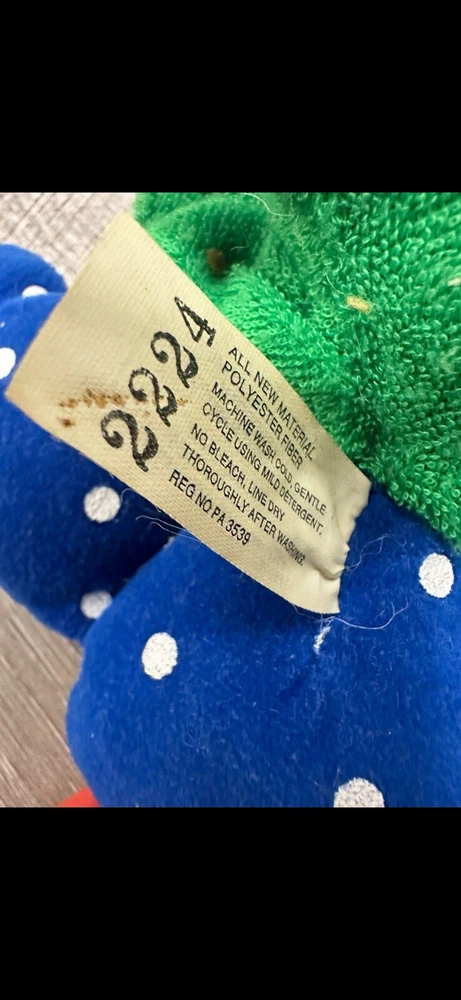 2224
ALL NEW MATERIAL
POLYESTER FIBER
MACHINE WASH COLD, GENTLE
CYCLE USING MILD DETERGENT.
NO BLEACH, LINE DRY
THOROUGHLY AFTER WASHING.
REG NO PA 3539